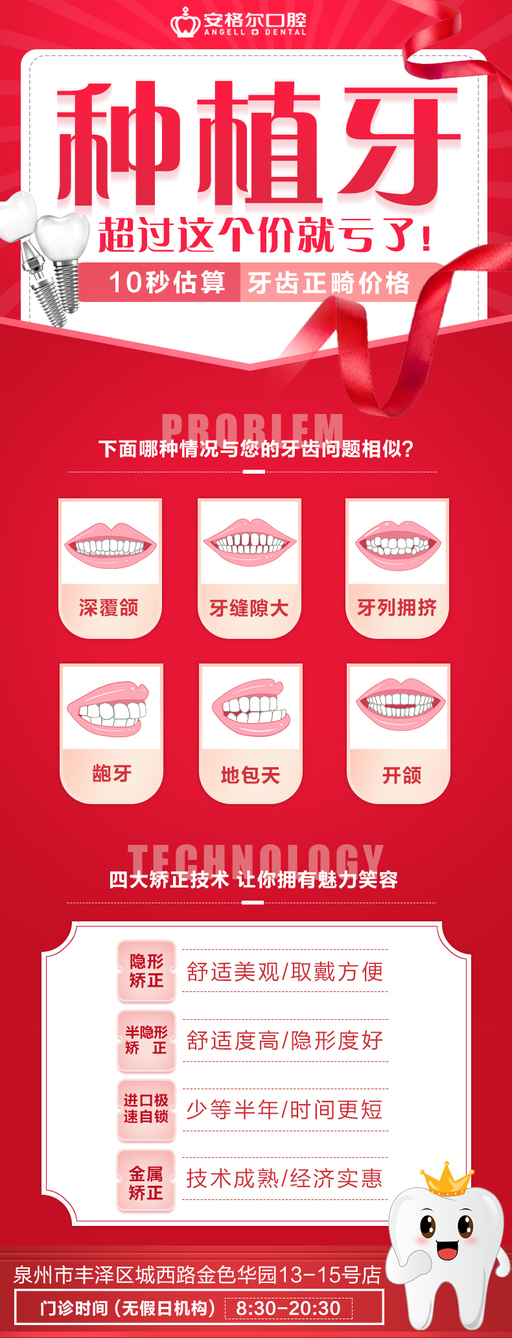 安格尔口腔
ANGELL DENTAL
种植牙
超过这个价就亏了!
10秒估算 牙齿正畸价格
PROBLEM
下面哪种情况与您的牙齿问题相似?
深覆颌 牙缝隙大 牙列拥挤
龅牙 地包天 开颌
TECHNOLOGY
四大矫正技术 让你拥有魅力笑容
隐形
矫正
舒适美观/取戴方便
半隐形
矫 正
舒适度高/隐形度好
进口极
速自锁
少等半年/时间更短
金属
矫正
技术成熟/经济实惠
泉州市丰泽区城西路金色华园13-15号店
门诊时间(无假日机构) 8:30-20:30